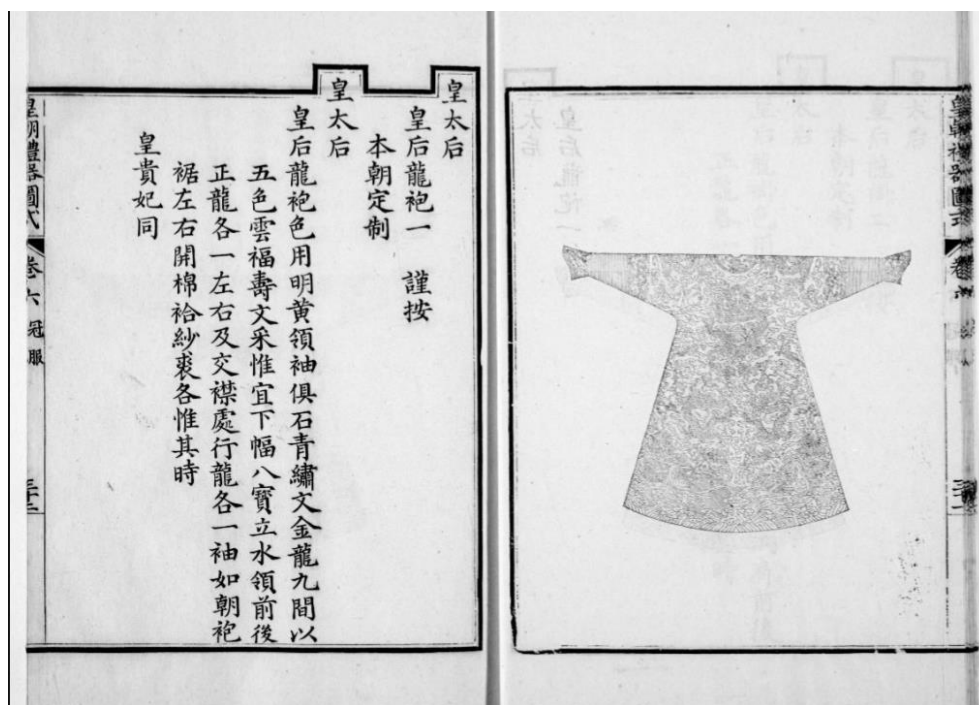 皇太后
皇后龍袍一　謹按
本朝定制
皇太后
皇后龍袍色用明黄領袖俱石青繡文金龍九間以
五色雲福壽文采惟宜下幅八寶立水領前後
正龍各一左右及交襟處行龍各一袖如朝袍
裾左右開棉袷紗裘各惟其時
皇貴妃同
皇朝禮器圖式
卷六 冠服